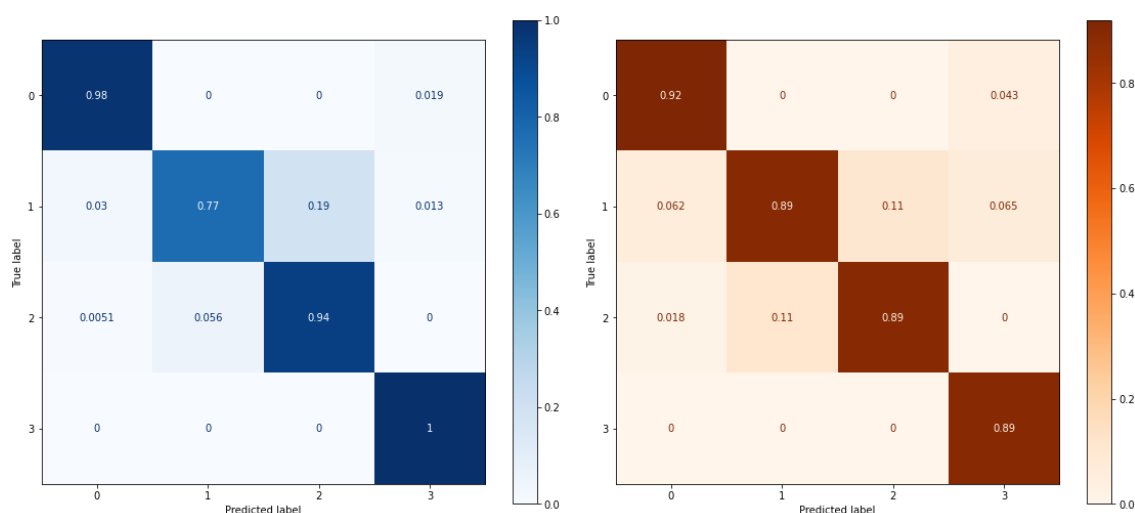 1.0
0 0.98 0 0 0.019
0.8
1 0.03 0.77 0.19 0.013
0.6
True label
2 0.0051 0.056 0.94 0
0.4
0.2
3 0 0 0 1
0.0
0 1 2 3
Predicted label
0.8
0 0.92 0 0 0.043
1 0.062 0.89 0.11 0.065
0.6
True label
0.4
2 0.018 0.11 0.89 0
0.2
3 0 0 0 0.89
0.0
0 1 2 3
Predicted label